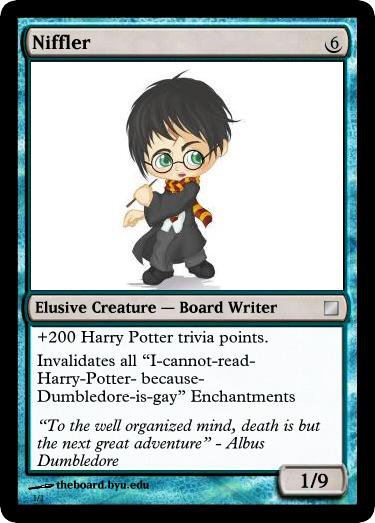 Niffler 6
Elusive Creature — Board Writer
+200 Harry Potter trivia points.
Invalidates all “I-cannot-read-
Harry-Potter- because-
Dumbledore-is-gay” Enchantments
“To the well organized mind, death is but
the next great adventure” - Albus
Dumbledore
1/9
theboard.byu.edu
1/1